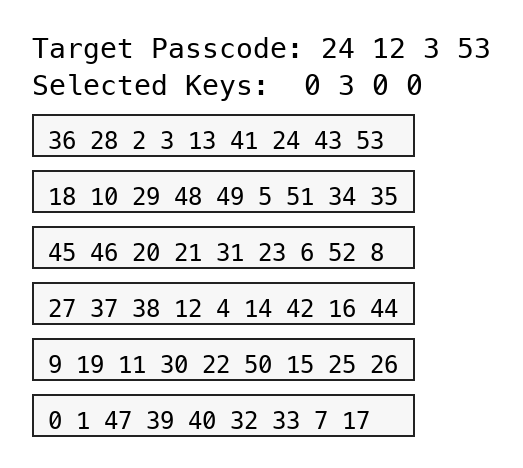 Target Passcode: 24 12 3 53
Selected Keys: 0 3 0 0
36 28 2 3 13 41 24 43 53
18 10 29 48 49 5 51 34 35
45 46 20 21 31 23 6 52 8
27 37 38 12 4 14 42 16 44
9 19 11 30 22 50 15 25 26
0 1 47 39 40 32 33 7 17